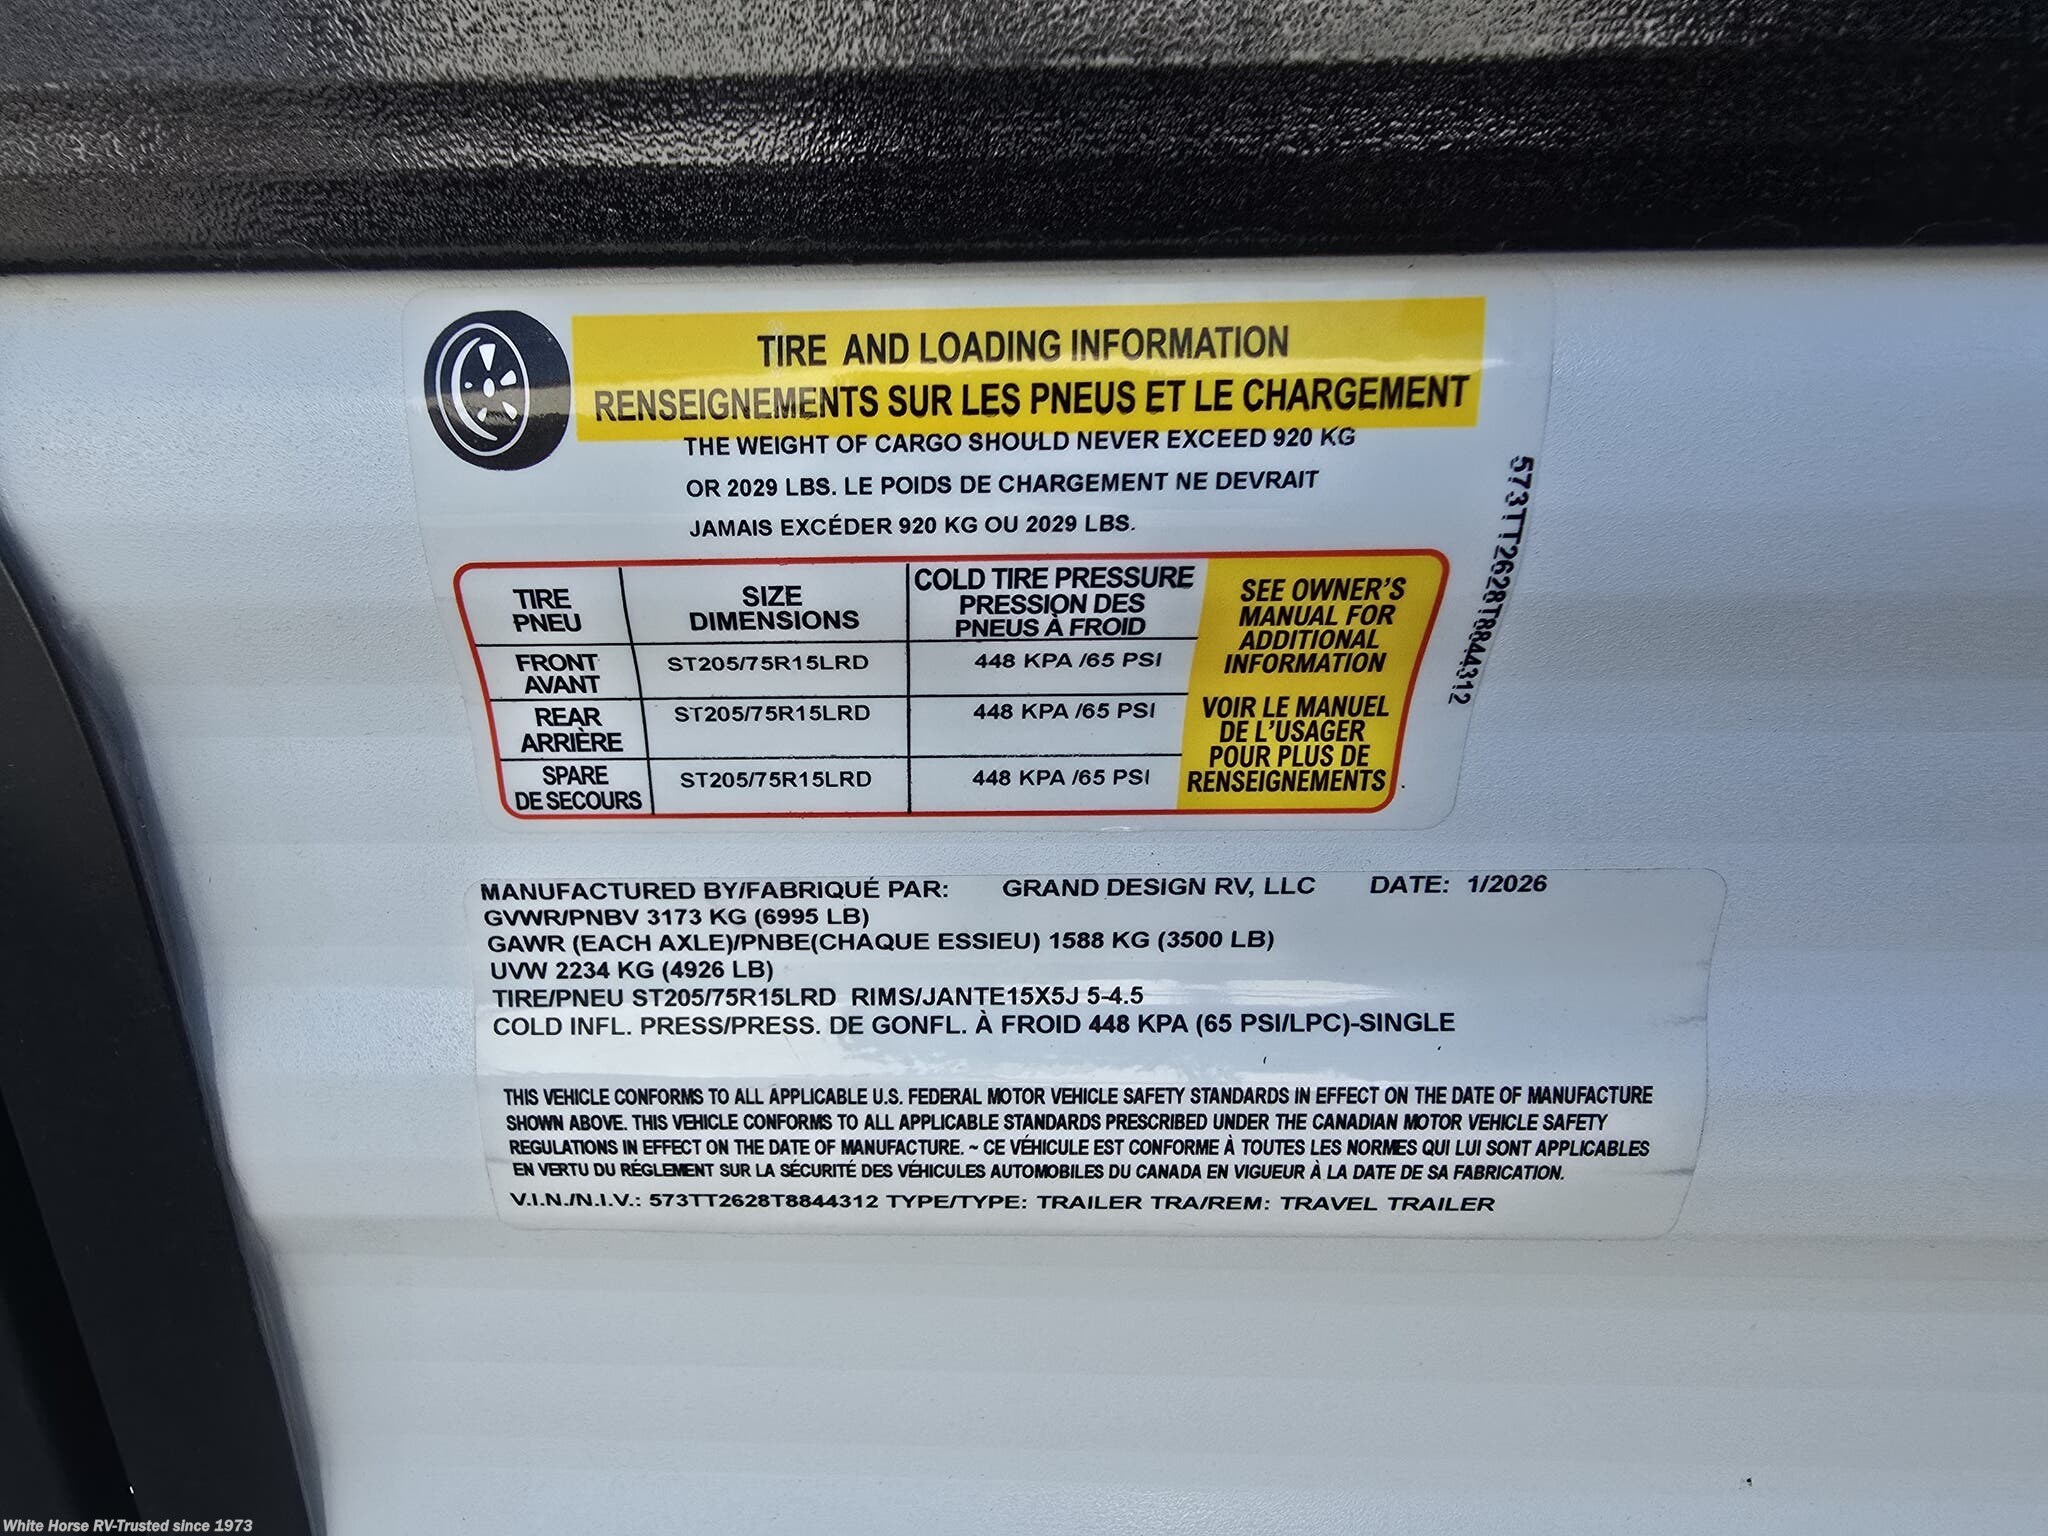 TIRE AND LOADING INFORMATION
RENSEIGNEMENTS SUR LES PNEUS ET LE CHARGEMENT
THE WEIGHT OF CARGO SHOULD NEVER EXCEED 920 KG
OR 2029 LBS. LE POIDS DE CHARGEMENT NE DEVRAIT
JAMAIS EXCÉDER 920 KG OU 2029 LBS.
TIRE
PNEU
SIZE
DIMENSIONS
COLD TIRE PRESSURE
PRESSION DES
PNEUS À FROID
FRONT
AVANT
ST205/75R15LRD
448 KPA /65 PSI
REAR
ARRIÈRE
ST205/75R15LRD
448 KPA /65 PSI
SPARE
DE SECOURS
ST205/75R15LRD
448 KPA /65 PSI
SEE OWNER'S
MANUAL FOR
ADDITIONAL
INFORMATION
VOIR LE MANUEL
DE L'USAGER
POUR PLUS DE
RENSEIGNEMENTS
573TT2628T8844312
MANUFACTURED BY/FABRIQUÉ PAR: GRAND DESIGN RV, LLC DATE: 1/2026
GVWR/PNBV 3173 KG (6995 LB)
GAWR (EACH AXLE)/PNBE(CHAQUE ESSIEU) 1588 KG (3500 LB)
UVW 2234 KG (4926 LB)
TIRE/PNEU ST205/75R15LRD RIMS/JANTE15X5J 5-4.5
COLD INFL. PRESS/PRESS. DE GONFL. À FROID 448 KPA (65 PSI/LPC)-SINGLE
THIS VEHICLE CONFORMS TO ALL APPLICABLE U.S. FEDERAL MOTOR VEHICLE SAFETY STANDARDS IN EFFECT ON THE DATE OF MANUFACTURE
SHOWN ABOVE. THIS VEHICLE CONFORMS TO ALL APPLICABLE STANDARDS PRESCRIBED UNDER THE CANADIAN MOTOR VEHICLE SAFETY
REGULATIONS IN EFFECT ON THE DATE OF MANUFACTURE. ~ CE VÉHICULE EST CONFORME À TOUTES LES NORMES QUI LUI SONT APPLICABLES
EN VERTU DU RÉGLEMENT SUR LA SÉCURITÉ DES VÉHICULES AUTOMOBILES DU CANADA EN VIGUEUR À LA DATE DE SA FABRICATION.
V.I.N./N.I.V.: 573TT2628T8844312 TYPE/TYPE: TRAILER TRA/REM: TRAVEL TRAILER
White Horse RV-Trusted since 1973